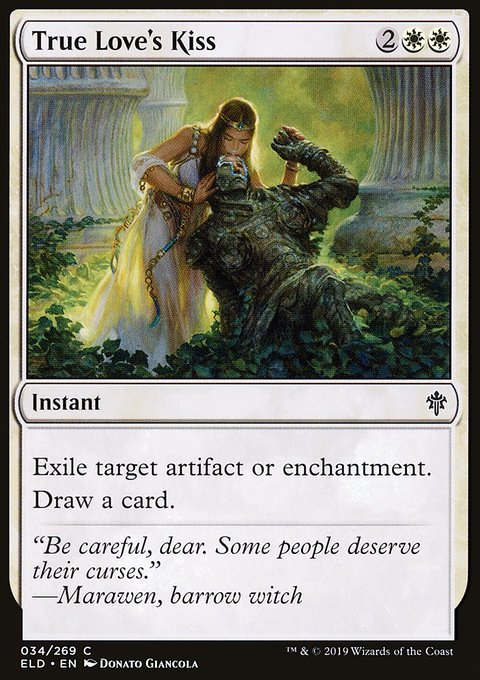 True Love's Kiss 2
Instant
Exile target artifact or enchantment.
Draw a card.
“Be careful, dear. Some people deserve
their curses.”
—Marawen, barrow witch
034/269 C
ELD • EN Donato Giancola
™ & © 2019 Wizards of the Coast